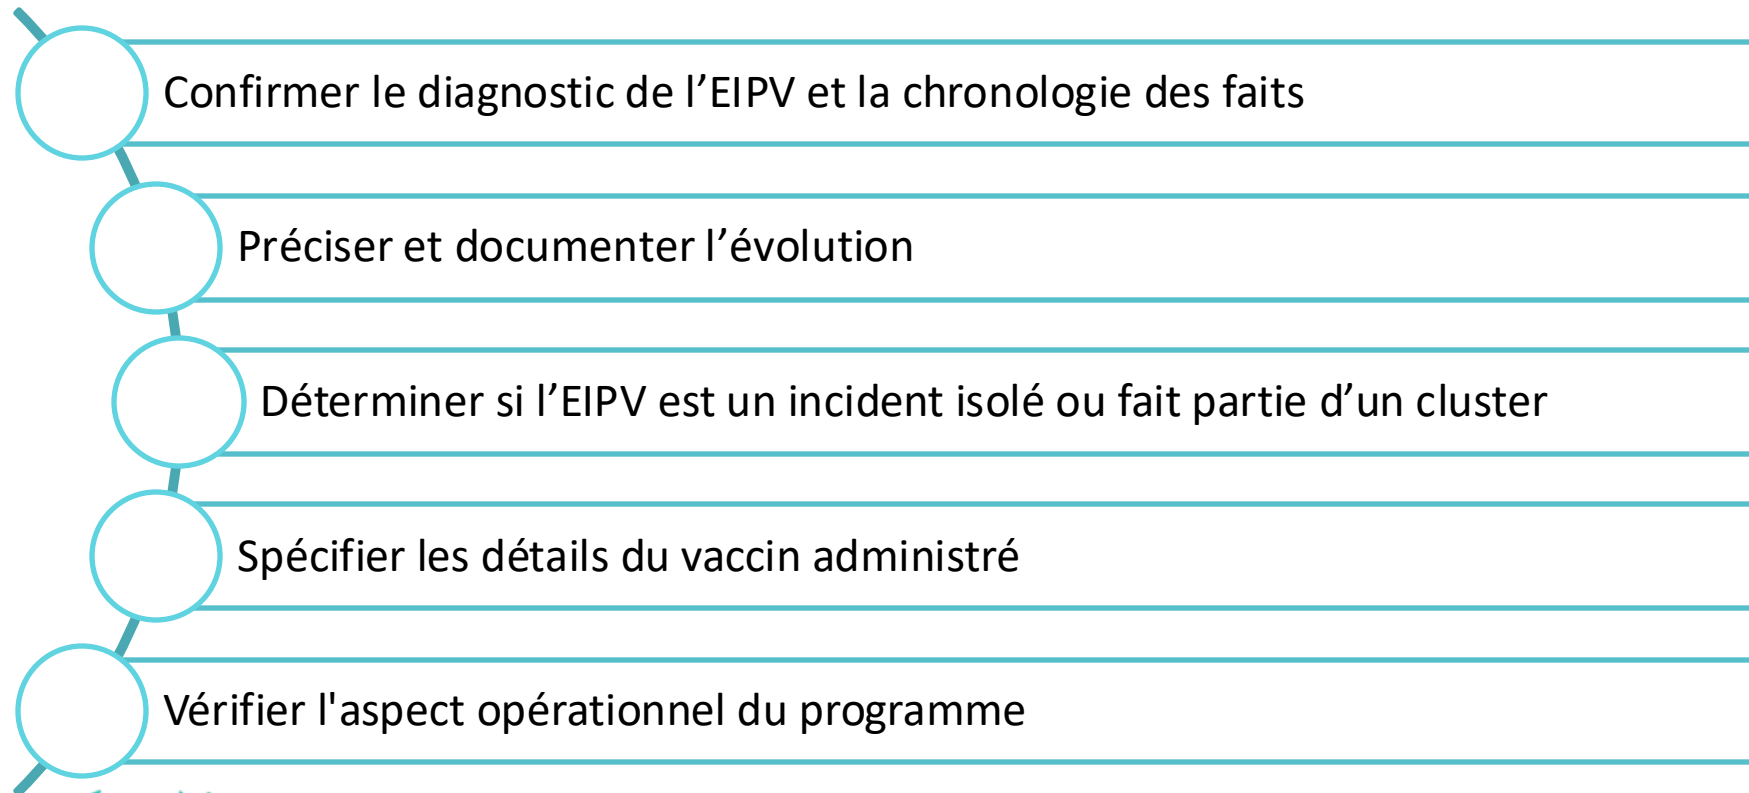 Confirmer le diagnostic de l’EIPV et la chronologie des faits
Préciser et documenter l’évolution
Déterminer si l’EIPV est un incident isolé ou fait partie d’un cluster
Spécifier les détails du vaccin administré
Vérifier l'aspect opérationnel du programme